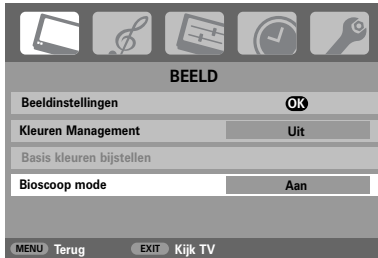 BEELD
Beeldinstellingen OK
Kleuren Management Uit
Basis kleuren bijstellen
Bioscoop mode Aan
MENU Terug EXIT Kijk TV